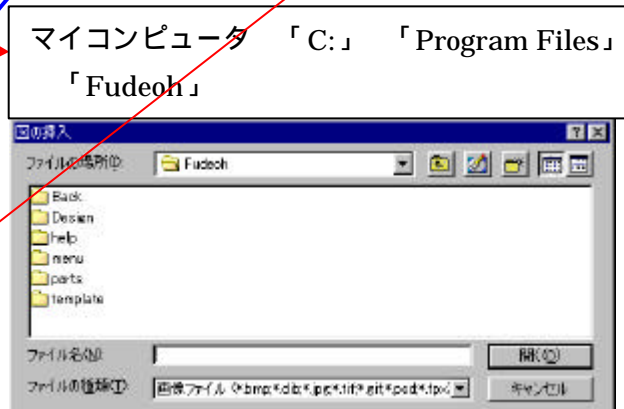 マイコンピュータ 「C:」 「Program Files」
「Fudeoh」
図の挿入
ファイルの場所(I): Fudeoh
Back
Design
help
menu
parts
template
ファイル名(N): 開く(O)
ファイルの種類(T): 画像ファイル (*.bmp;*.dib;*.jpg;*.tif;*.git;*.psd;*.fpx) キャンセル